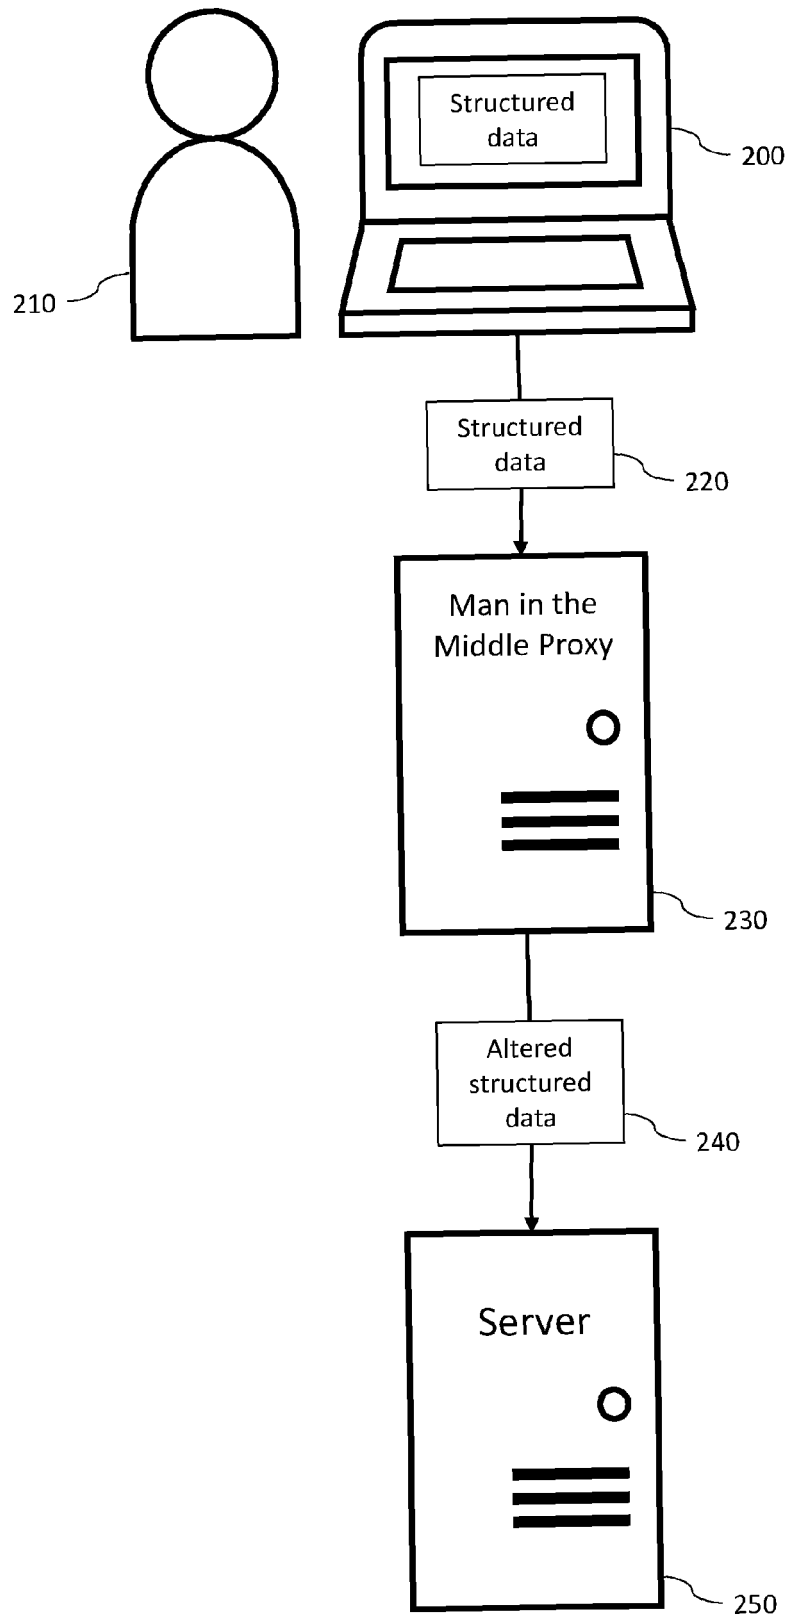 Structured
data
200
210
Structured
data
220
Man in the
Middle Proxy
230
Altered
structured
data
240
Server
250